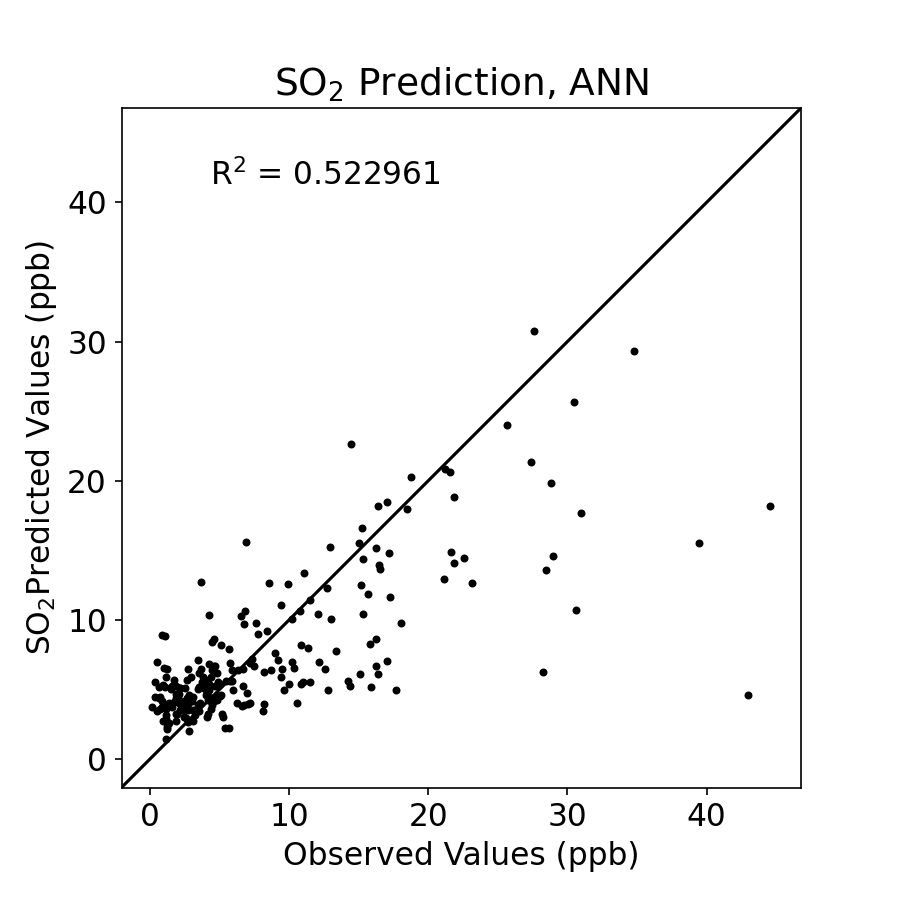 SO₂ Prediction, ANN
R² = 0.522961
SO₂Predicted Values (ppb)
40
30
20
10
0
0 10 20 30 40
Observed Values (ppb)